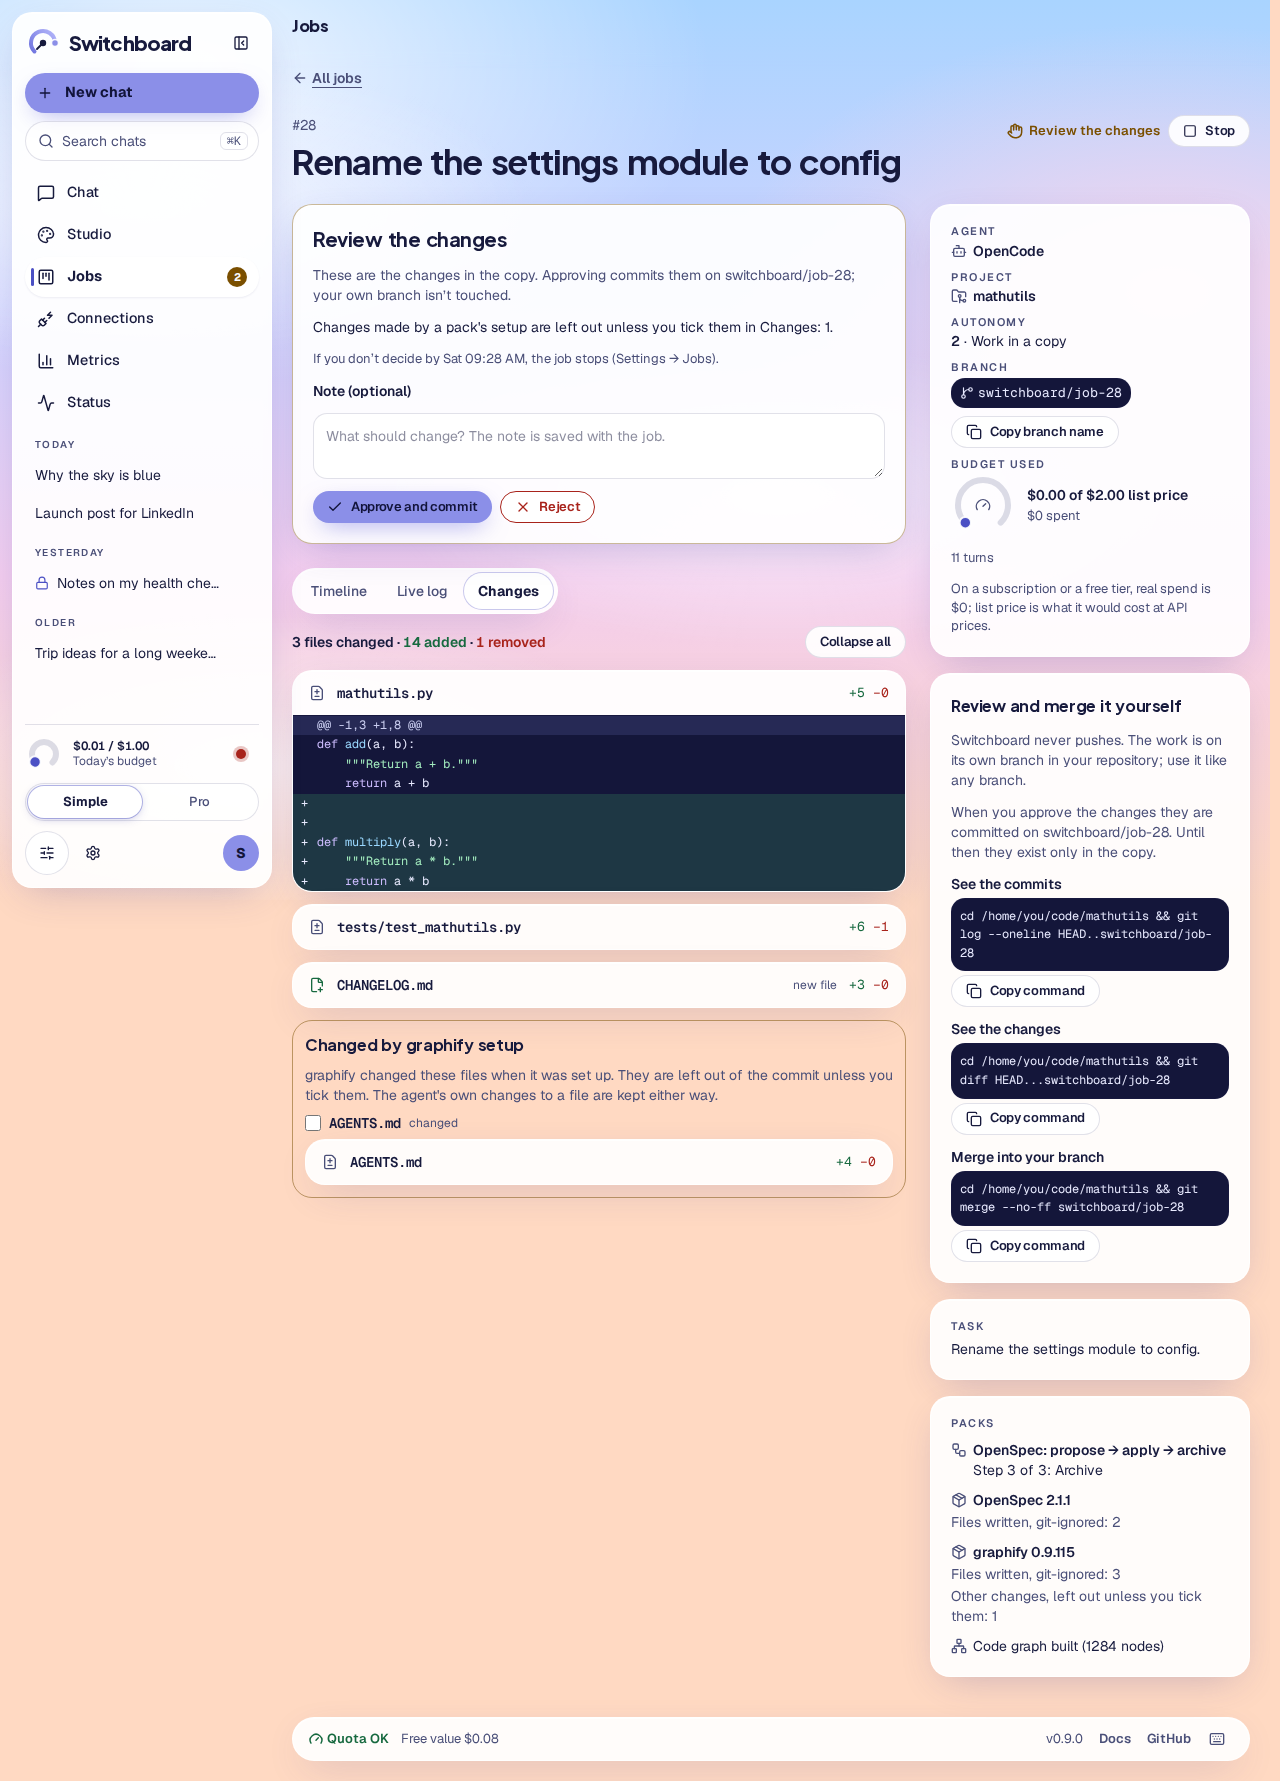 Switchboard
New chat
Search chats
⌘K
Chat
Studio
Jobs
2
Connections
Metrics
Status
TODAY
Why the sky is blue
Launch post for LinkedIn
YESTERDAY
Notes on my health che…
OLDER
Trip ideas for a long weeke…
$0.01 / $1.00
Today's budget
Simple
Pro
S
Jobs
All jobs
#28
Rename the settings module to config
Review the changes
Stop
Review the changes
These are the changes in the copy. Approving commits them on switchboard/job-28;
your own branch isn't touched.
Changes made by a pack's setup are left out unless you tick them in Changes: 1.
If you don't decide by Sat 09:28 AM, the job stops (Settings → Jobs).
Note (optional)
What should change? The note is saved with the job.
Approve and commit
Reject
Timeline
Live log
Changes
3 files changed · 14 added · 1 removed
Collapse all
mathutils.py
+5 −0
@@ -1,3 +1,8 @@
def add(a, b):
"""Return a + b."""
return a + b
+
+
+ def multiply(a, b):
+ """Return a * b."""
+ return a * b
tests/test_mathutils.py
+6 −1
CHANGELOG.md
new file +3 −0
Changed by graphify setup
graphify changed these files when it was set up. They are left out of the commit unless you
tick them. The agent's own changes to a file are kept either way.
AGENTS.md changed
AGENTS.md
+4 −0
AGENT
OpenCode
PROJECT
mathutils
AUTONOMY
2 · Work in a copy
BRANCH
switchboard/job-28
Copy branch name
BUDGET USED
$0.00 of $2.00 list price
$0 spent
11 turns
On a subscription or a free tier, real spend is
$0; list price is what it would cost at API
prices.
Review and merge it yourself
Switchboard never pushes. The work is on
its own branch in your repository; use it like
any branch.
When you approve the changes they are
committed on switchboard/job-28. Until
then they exist only in the copy.
See the commits
cd /home/you/code/mathutils && git
log --oneline HEAD..switchboard/job-
28
Copy command
See the changes
cd /home/you/code/mathutils && git
diff HEAD...switchboard/job-28
Copy command
Merge into your branch
cd /home/you/code/mathutils && git
merge --no-ff switchboard/job-28
Copy command
TASK
Rename the settings module to config.
PACKS
OpenSpec: propose → apply → archive
Step 3 of 3: Archive
OpenSpec 2.1.1
Files written, git-ignored: 2
graphify 0.9.115
Files written, git-ignored: 3
Other changes, left out unless you tick
them: 1
Code graph built (1284 nodes)
Quota OK
Free value $0.08
v0.9.0
Docs
GitHub